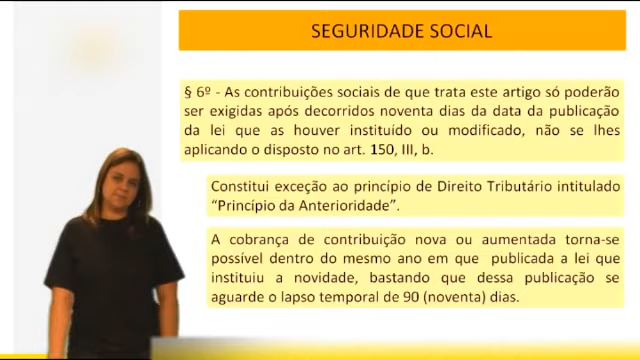 SEGURIDADE SOCIAL
§ 6º - As contribuições sociais de que trata este artigo só poderão
ser exigidas após decorridos noventa dias da data da publicação
da lei que as houver instituído ou modificado, não se lhes
aplicando o disposto no art. 150, III, b.
Constitui exceção ao princípio de Direito Tributário intitulado
“Princípio da Anterioridade”.
A cobrança de contribuição nova ou aumentada torna-se
possível dentro do mesmo ano em que publicada a lei que
instituiu a novidade, bastando que dessa publicação se
aguarde o lapso temporal de 90 (noventa) dias.